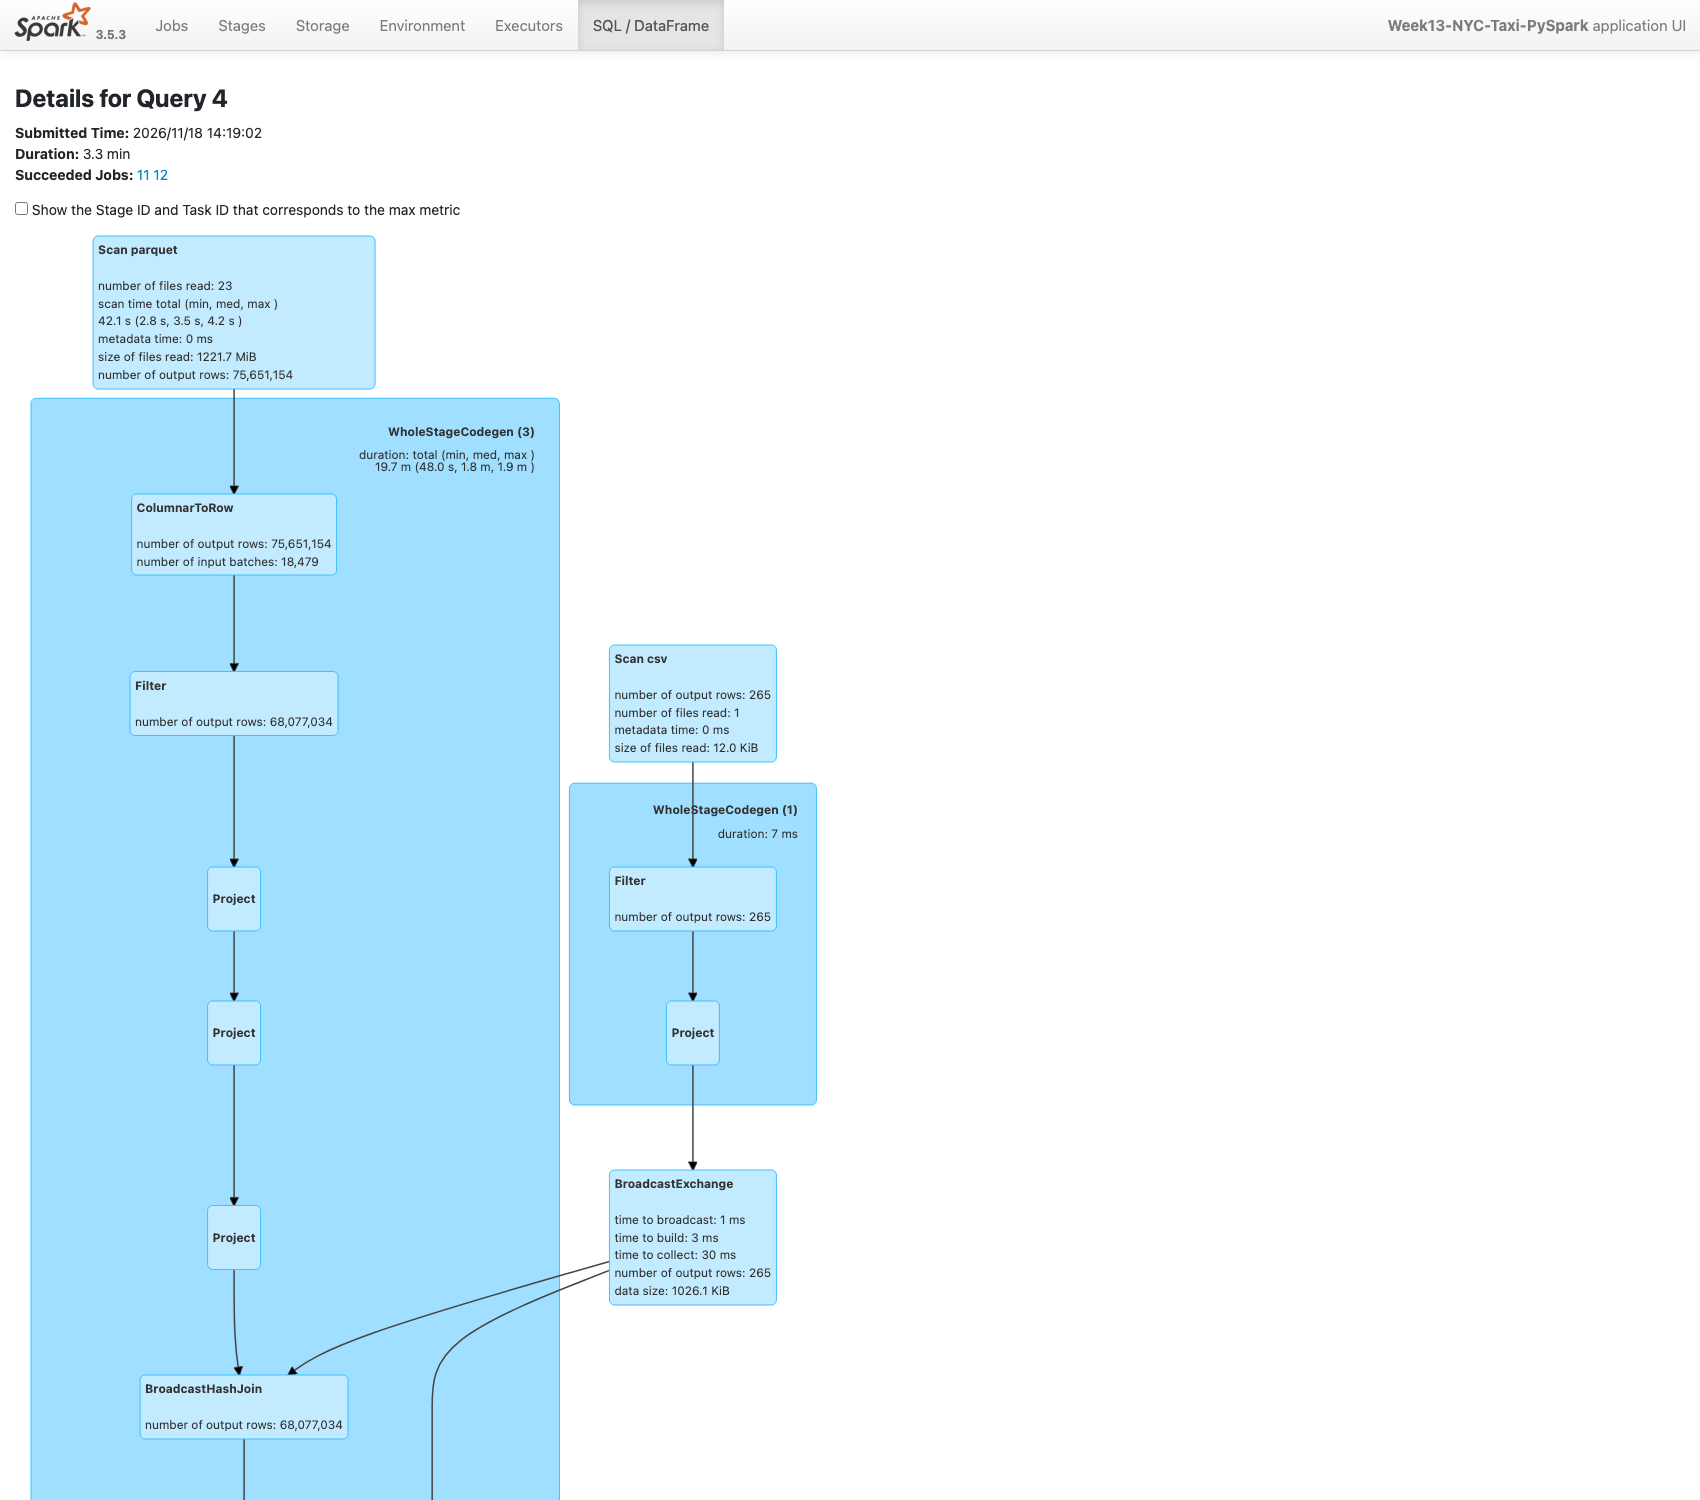 APACHE
Spark 3.5.3
Jobs
Stages
Storage
Environment
Executors
SQL / DataFrame
Week13-NYC-Taxi-PySpark application UI
Details for Query 4
Submitted Time: 2026/11/18 14:19:02
Duration: 3.3 min
Succeeded Jobs: 11 12
Show the Stage ID and Task ID that corresponds to the max metric
Scan parquet
number of files read: 23
scan time total (min, med, max )
42.1 s (2.8 s, 3.5 s, 4.2 s )
metadata time: 0 ms
size of files read: 1221.7 MiB
number of output rows: 75,651,154
WholeStageCodegen (3)
duration: total (min, med, max )
19.7 m (48.0 s, 1.8 m, 1.9 m )
ColumnarToRow
number of output rows: 75,651,154
number of input batches: 18,479
Filter
number of output rows: 68,077,034
Project
Project
Project
Scan csv
number of output rows: 265
number of files read: 1
metadata time: 0 ms
size of files read: 12.0 KiB
WholeStageCodegen (1)
duration: 7 ms
Filter
number of output rows: 265
Project
BroadcastExchange
time to broadcast: 1 ms
time to build: 3 ms
time to collect: 30 ms
number of output rows: 265
data size: 1026.1 KiB
BroadcastHashJoin
number of output rows: 68,077,034